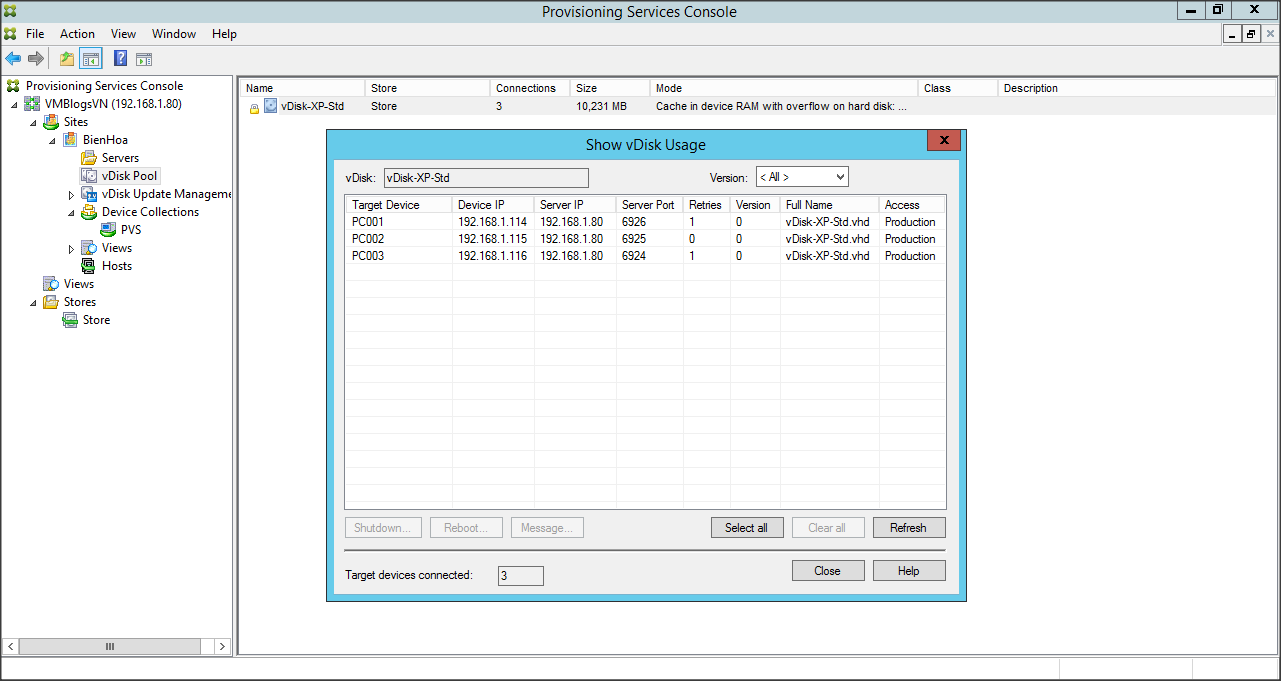 Provisioning Services Console
File Action View Window Help
Provisioning Services Console
VMBlogsVN (192.168.1.80)
Sites
BienHoa
Servers
vDisk Pool
vDisk Update Manageme
Device Collections
PVS
Views
Hosts
Views
Stores
Store
Name Store Connections Size Mode Class Description
vDisk-XP-Std Store 3 10,231 MB Cache in device RAM with overflow on hard disk: ...
Show vDisk Usage
vDisk: vDisk-XP-Std Version: < All >
Target Device Device IP Server IP Server Port Retries Version Full Name Access
PC001 192.168.1.114 192.168.1.80 6926 1 0 vDisk-XP-Std.vhd Production
PC002 192.168.1.115 192.168.1.80 6925 0 0 vDisk-XP-Std.vhd Production
PC003 192.168.1.116 192.168.1.80 6924 1 0 vDisk-XP-Std.vhd Production
Shutdown... Reboot... Message... Select all Clear all Refresh
Target devices connected: 3 Close Help